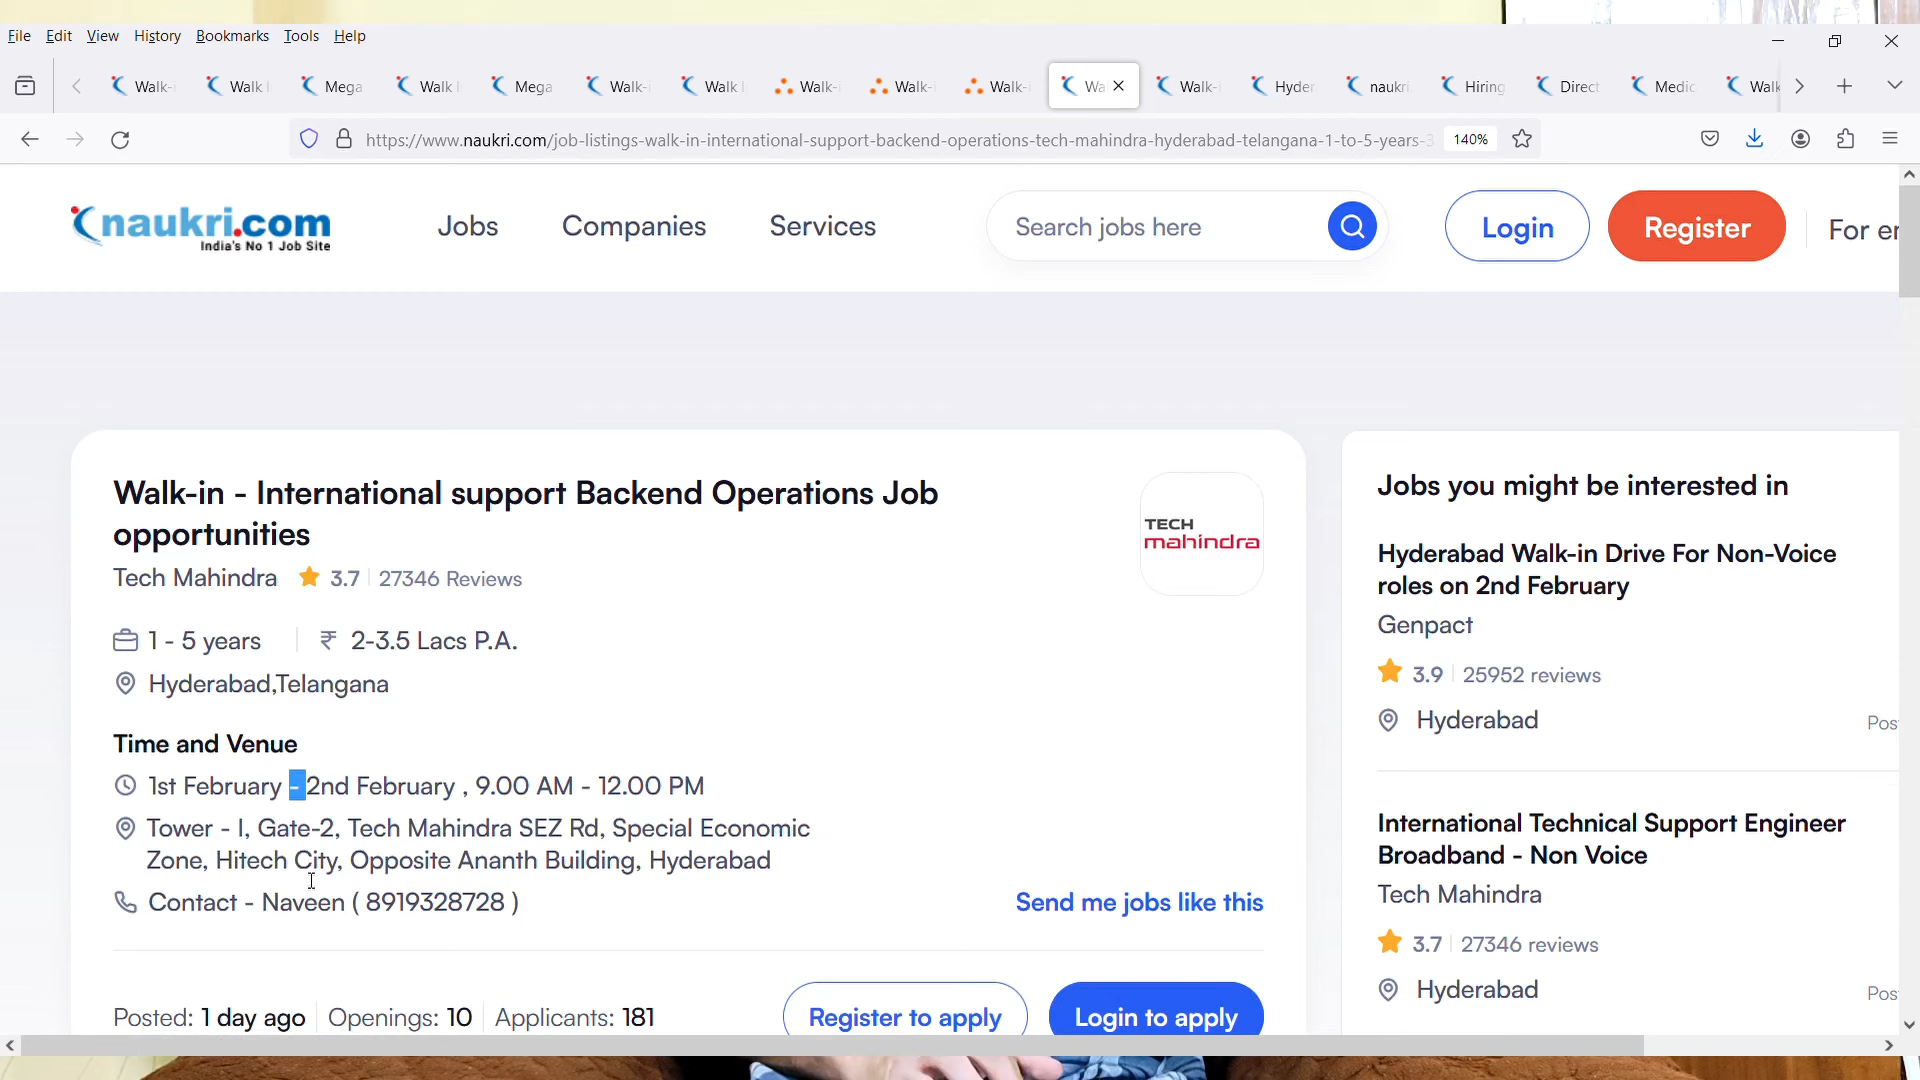 File Edit View History Bookmarks Tools Help
Walk-i Walk I Mega Walk I Mega Walk-i Walk I Walk-i Walk- Walk- Wa Walk-i Hyder naukri Hiring Direct Medic Walk
https://www.naukri.com/job-listings-walk-in-international-support-backend-operations-tech-mahindra-hyderabad-telangana-1-to-5-years-3 140%
naukri.com
India's No 1 Job Site
Jobs Companies Services Search jobs here Login Register For er
Walk-in - International support Backend Operations Job
opportunities
Tech Mahindra 3.7 27346 Reviews
TECH
mahindra
1 - 5 years ₹ 2-3.5 Lacs P.A.
Hyderabad,Telangana
Time and Venue
1st February - 2nd February , 9.00 AM - 12.00 PM
Tower - I, Gate-2, Tech Mahindra SEZ Rd, Special Economic
Zone, Hitech City, Opposite Ananth Building, Hyderabad
Contact - Naveen ( 8919328728 )
Send me jobs like this
Posted: 1 day ago Openings: 10 Applicants: 181
Register to apply Login to apply
Jobs you might be interested in
Hyderabad Walk-in Drive For Non-Voice
roles on 2nd February
Genpact
3.9 25952 reviews
Hyderabad Pos
International Technical Support Engineer
Broadband - Non Voice
Tech Mahindra
3.7 27346 reviews
Hyderabad Pos